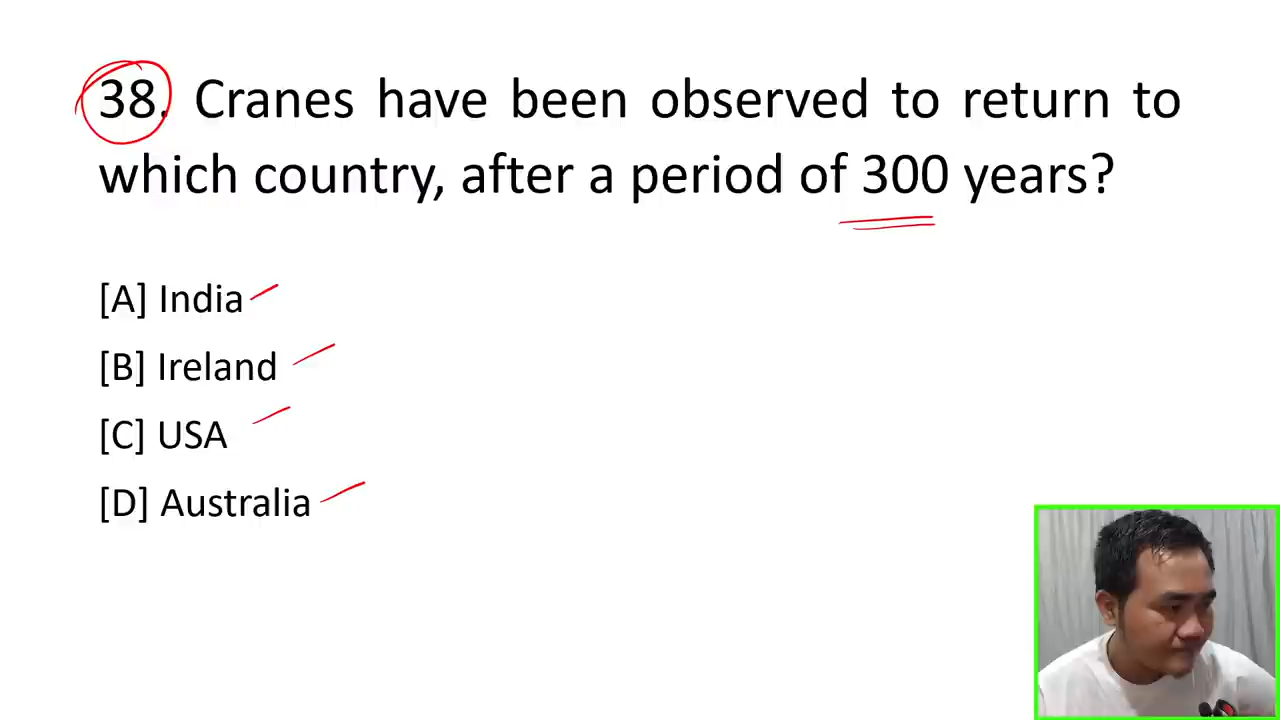 38. Cranes have been observed to return to
which country, after a period of 300 years?
[A] India
[B] Ireland
[C] USA
[D] Australia